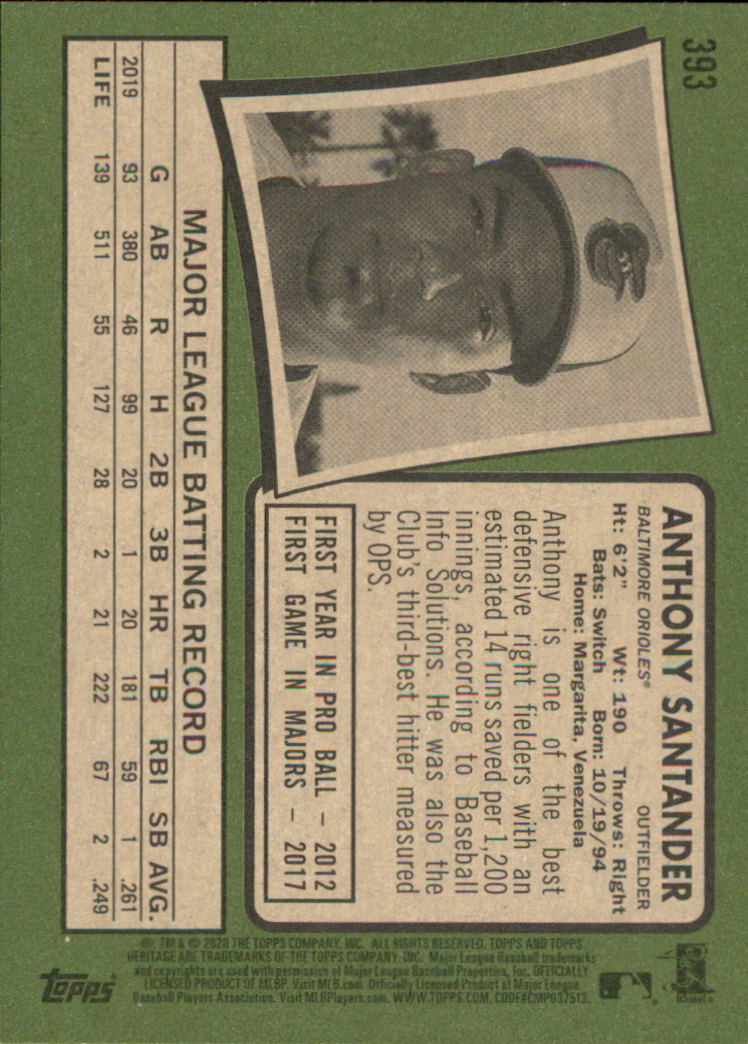 393
ANTHONY SANTANDER
BALTIMORE ORIOLES® OUTFIELDER
Ht: 6'2" Wt: 190 Throws: Right
Bats: Switch Born: 10/19/94
Home: Margarita, Venezuela
Anthony is one of the best
defensive right fielders with an
estimated 14 runs saved per 1,200
innings, according to Baseball
Info Solutions. He was also the
Club's third-best hitter measured
by OPS.
FIRST YEAR IN PRO BALL – 2012
FIRST GAME IN MAJORS – 2017
MAJOR LEAGUE BATTING RECORD
G AB R H 2B 3B HR TB RBI SB AVG.
2019 93 380 46 99 20 1 20 181 59 1 .261
LIFE 139 511 55 127 28 2 21 222 67 2 .249
®, TM & © 2020 THE TOPPS COMPANY, INC. ALL RIGHTS RESERVED. TOPPS AND TOPPS
HERITAGE ARE TRADEMARKS OF THE TOPPS COMPANY, INC. Major League Baseball trademarks
and copyrights are used with permission of Major League Baseball Properties, Inc. OFFICIALLY
LICENSED PRODUCT OF MLBP. Visit MLB.com Officially Licensed Product of Major League
Baseball Players Association. Visit MLBPlayers.com. WWW.TOPPS.COM. CODE#CMP037513.
topps®